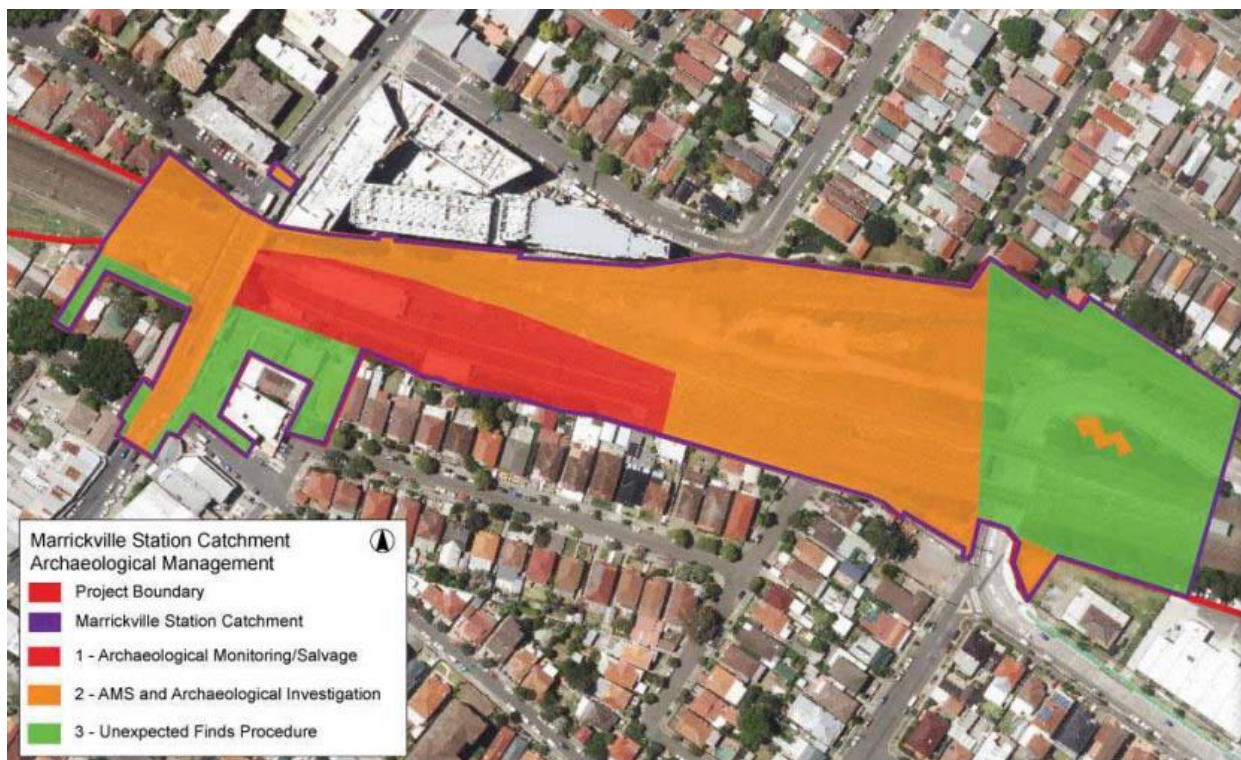 Marrickville Station Catchment
Archaeological Management
Project Boundary
Marrickville Station Catchment
1 - Archaeological Monitoring/Salvage
2 - AMS and Archaeological Investigation
3 - Unexpected Finds Procedure